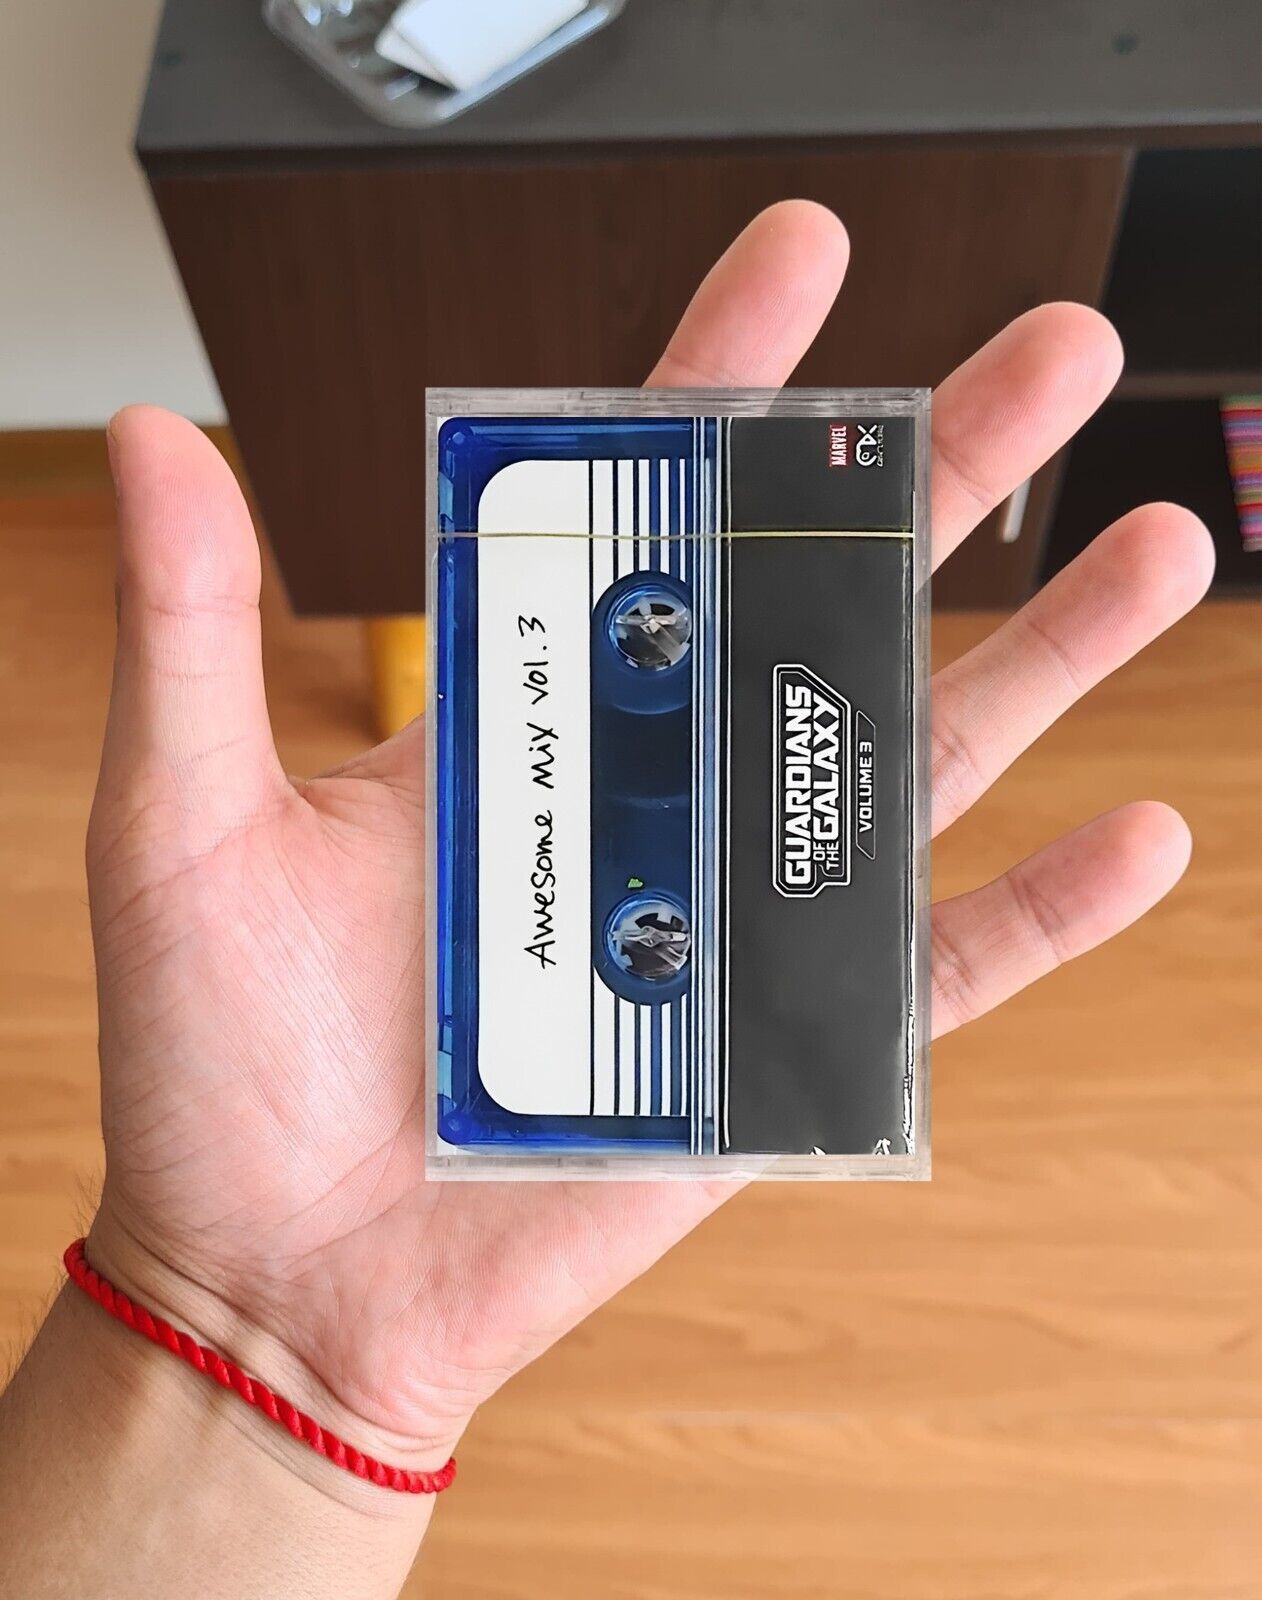 Awesome Mix Vol. 3
GUARDIANS
OF THE GALAXY
VOLUME 3
MARVEL